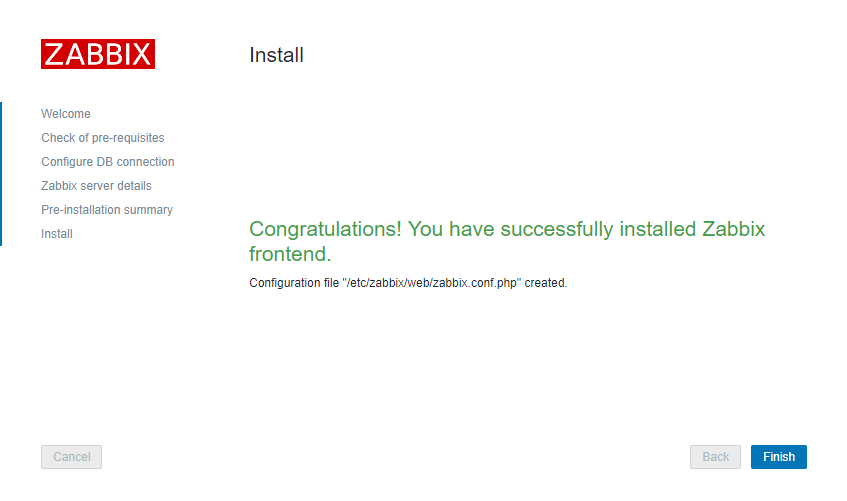 ZABBIX
Install
Welcome
Check of pre-requisites
Configure DB connection
Zabbix server details
Pre-installation summary
Install
Congratulations! You have successfully installed Zabbix
frontend.
Configuration file "/etc/zabbix/web/zabbix.conf.php" created.
Cancel
Back
Finish